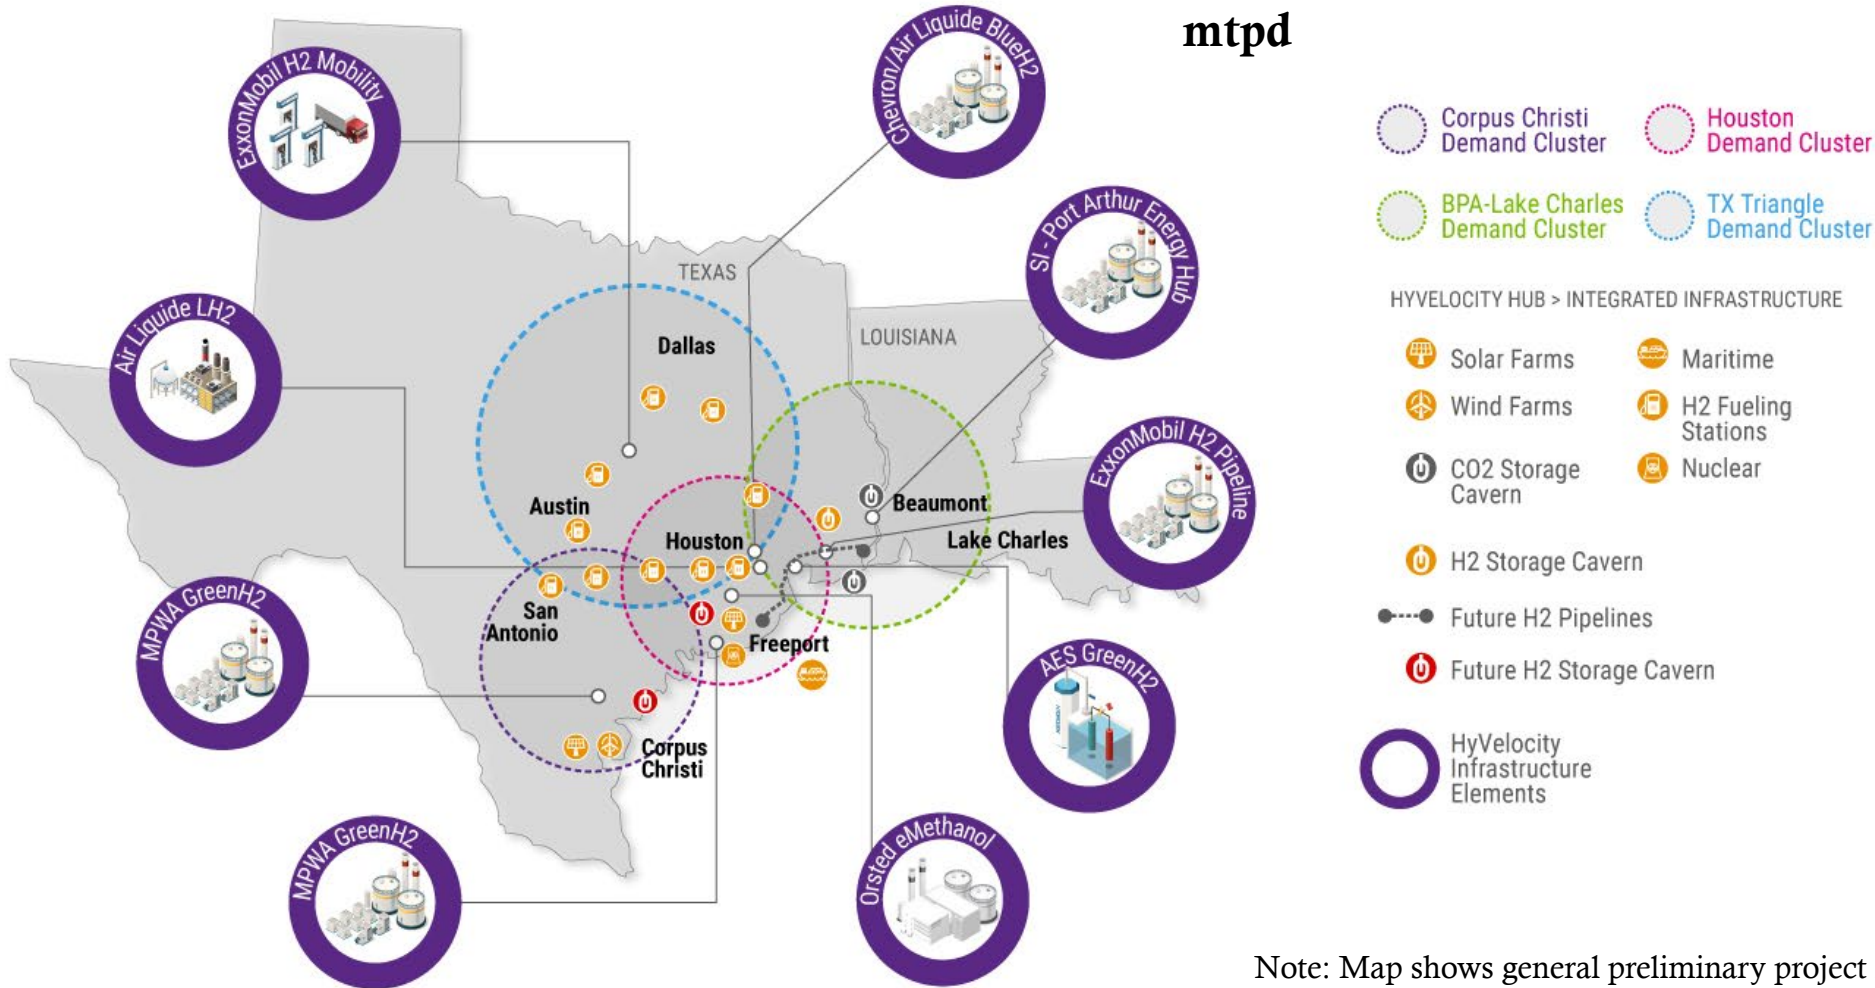 mtpd
ExxonMobil H2 Mobility
Chevron/Air Liquide BlueH2
SI - Port Arthur Energy Hub
Air Liquide LH2
ExxonMobil H2 Pipeline
MPWA GreenH2
AES GreenH2
MPWA GreenH2
Orsted eMethanol
TEXAS
LOUISIANA
Dallas
Austin
Houston
Beaumont
Lake Charles
San
Antonio
Freeport
Corpus
Christi
Corpus Christi
Demand Cluster
Houston
Demand Cluster
BPA-Lake Charles
Demand Cluster
TX Triangle
Demand Cluster
HYVELOCITY HUB > INTEGRATED INFRASTRUCTURE
Solar Farms
Maritime
Wind Farms
H2 Fueling
Stations
CO2 Storage
Cavern
Nuclear
H2 Storage Cavern
Future H2 Pipelines
Future H2 Storage Cavern
HyVelocity
Infrastructure
Elements
Note: Map shows general preliminary project